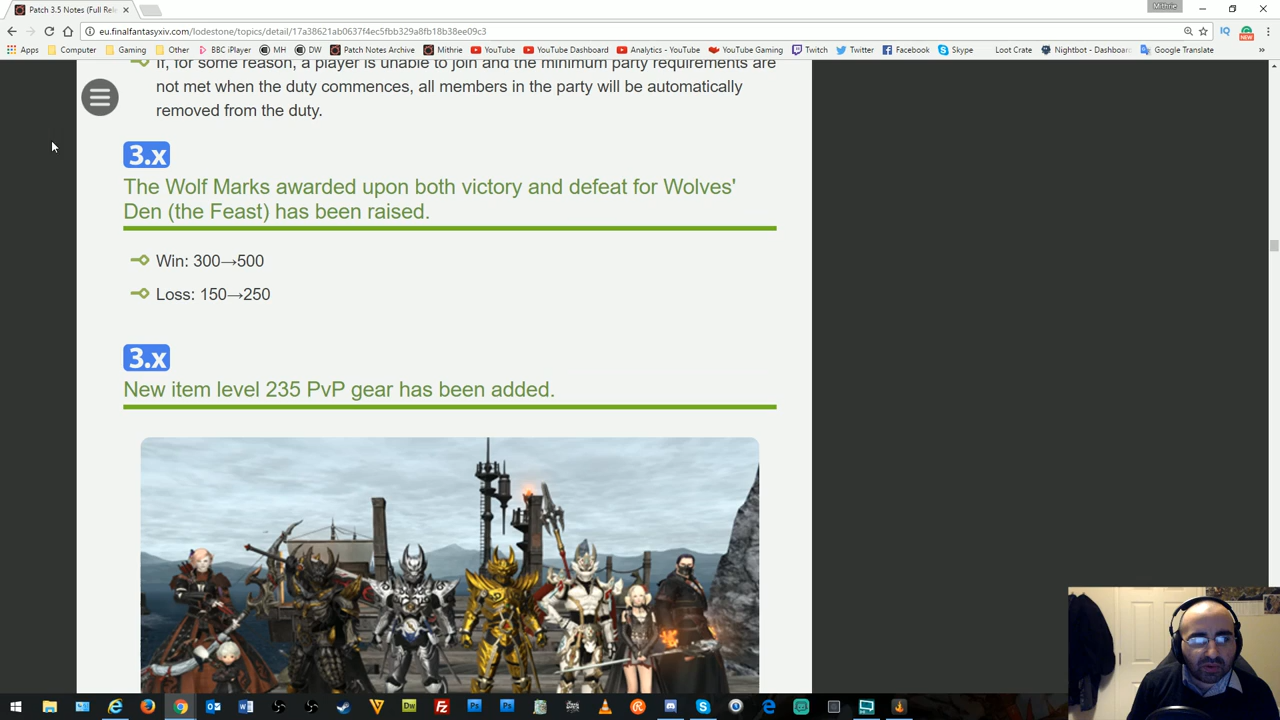 Patch 3.5 Notes (Full Rel
Mithrie
eu.finalfantasyxiv.com/lodestone/topics/detail/17a38621ab0637f4ec5fbb329a8fb18b38ee09c3
Apps Computer Gaming Other BBC iPlayer MH DW Patch Notes Archive Mithrie YouTube YouTube Dashboard Analytics - YouTube YouTube Gaming Twitch Twitter Facebook Skype Loot Crate Nightbot - Dashboard Google Translate »
If, for some reason, a player is unable to join and the minimum party requirements are
not met when the duty commences, all members in the party will be automatically
removed from the duty.
3.x
The Wolf Marks awarded upon both victory and defeat for Wolves'
Den (the Feast) has been raised.
Win: 300→500
Loss: 150→250
3.x
New item level 235 PvP gear has been added.